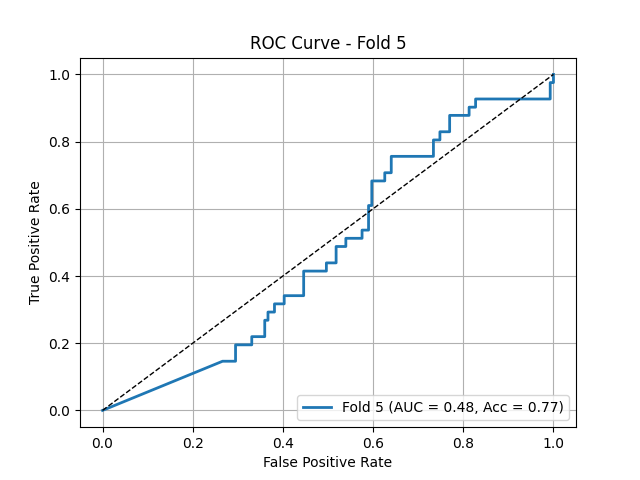 ROC Curve - Fold 5
True Positive Rate
1.0
0.8
0.6
0.4
0.2
0.0
Fold 5 (AUC = 0.48, Acc = 0.77)
0.0 0.2 0.4 0.6 0.8 1.0
False Positive Rate